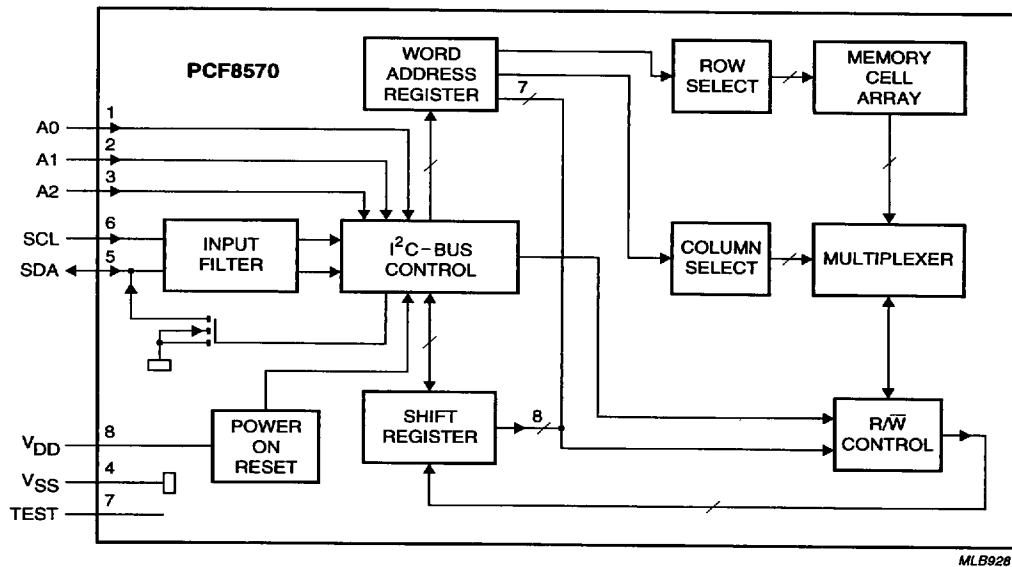 PCF8570
WORD
ADDRESS
REGISTER
7
ROW
SELECT
MEMORY
CELL
ARRAY
A0
1
A1
2
A2
3
SCL
6
SDA
5
INPUT
FILTER
I²C-BUS
CONTROL
COLUMN
SELECT
MULTIPLEXER
POWER
ON
RESET
SHIFT
REGISTER
8
R/W̅
CONTROL
VDD
8
VSS
4
TEST
7
MLB928